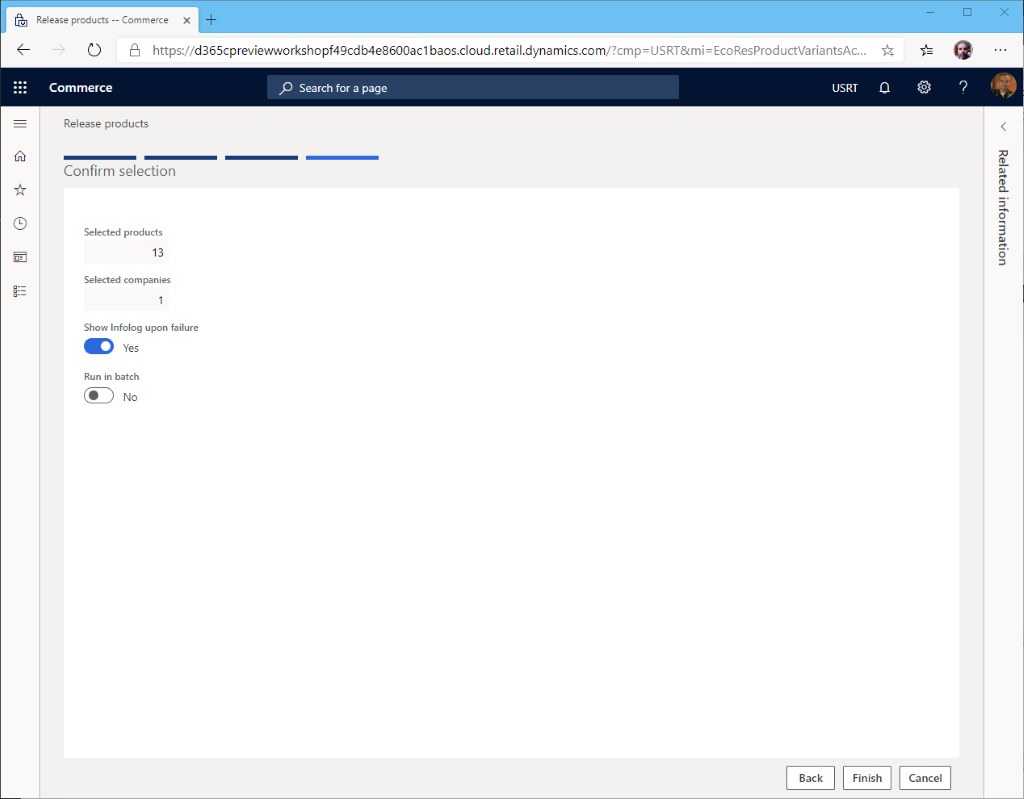 Release products -- Commerce
https://d365cpreviewworkshopf49cdb4e8600ac1baos.cloud.retail.dynamics.com/?cmp=USRT&mi=EcoResProductVariantsAc...
Commerce
Search for a page
USRT
?
Release products
Confirm selection
Related information
Selected products
13
Selected companies
1
Show Infolog upon failure
Yes
Run in batch
No
Back
Finish
Cancel